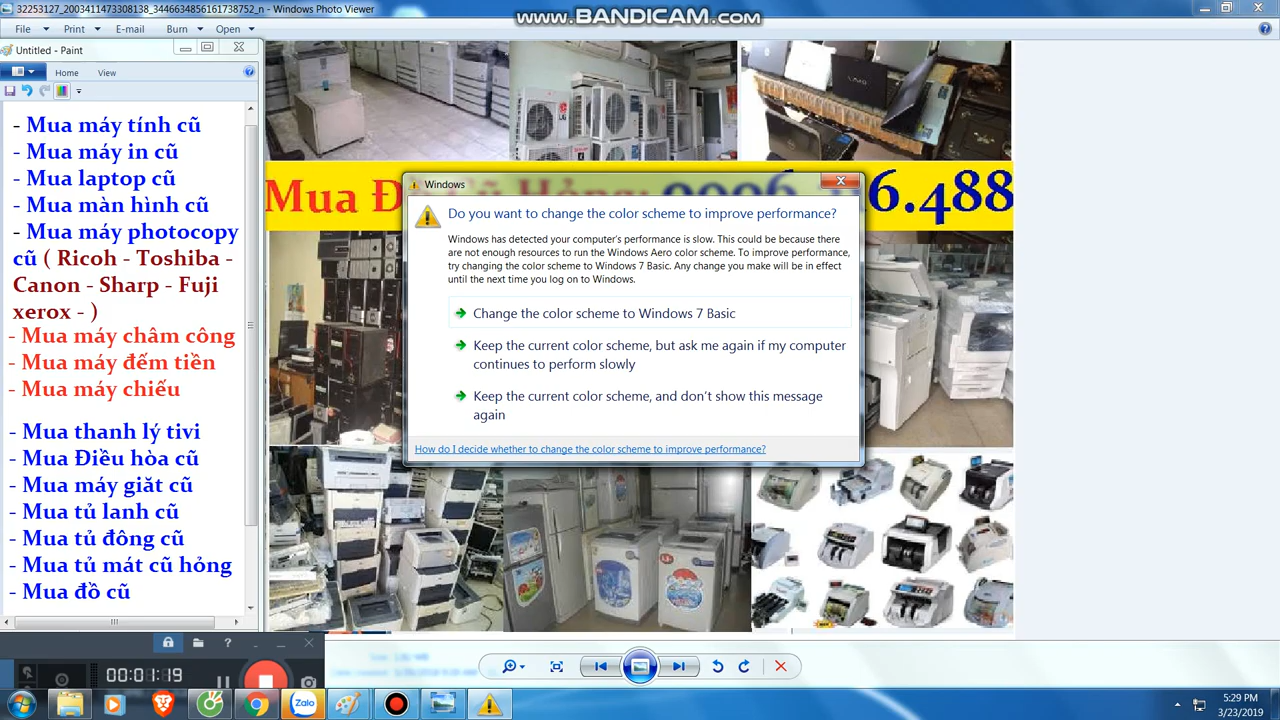 32253127_2003411473308138_3446634856161738752_n - Windows Photo Viewer
www.BANDICAM.com
File Print E-mail Burn Open
Untitled - Paint
Home View
- Mua máy tính cũ
- Mua máy in cũ
- Mua laptop cũ
- Mua màn hình cũ
- Mua máy photocopy
cũ ( Ricoh - Toshiba -
Canon - Sharp - Fuji
xerox - )
- Mua máy châm công
- Mua máy đếm tiền
- Mua máy chiếu
- Mua thanh lý tivi
- Mua Điều hòa cũ
- Mua máy giăt cũ
- Mua tủ lanh cũ
- Mua tủ đông cũ
- Mua tủ mát cũ hỏng
- Mua đồ cũ
Mua 6.488
Windows
Do you want to change the color scheme to improve performance?
Windows has detected your computer's performance is slow. This could be because there
are not enough resources to run the Windows Aero color scheme. To improve performance,
try changing the color scheme to Windows 7 Basic. Any change you make will be in effect
until the next time you log on to Windows.
Change the color scheme to Windows 7 Basic
Keep the current color scheme, but ask me again if my computer
continues to perform slowly
Keep the current color scheme, and don't show this message
again
How do I decide whether to change the color scheme to improve performance?
00:01:19
Zalo
5:29 PM
3/23/2019